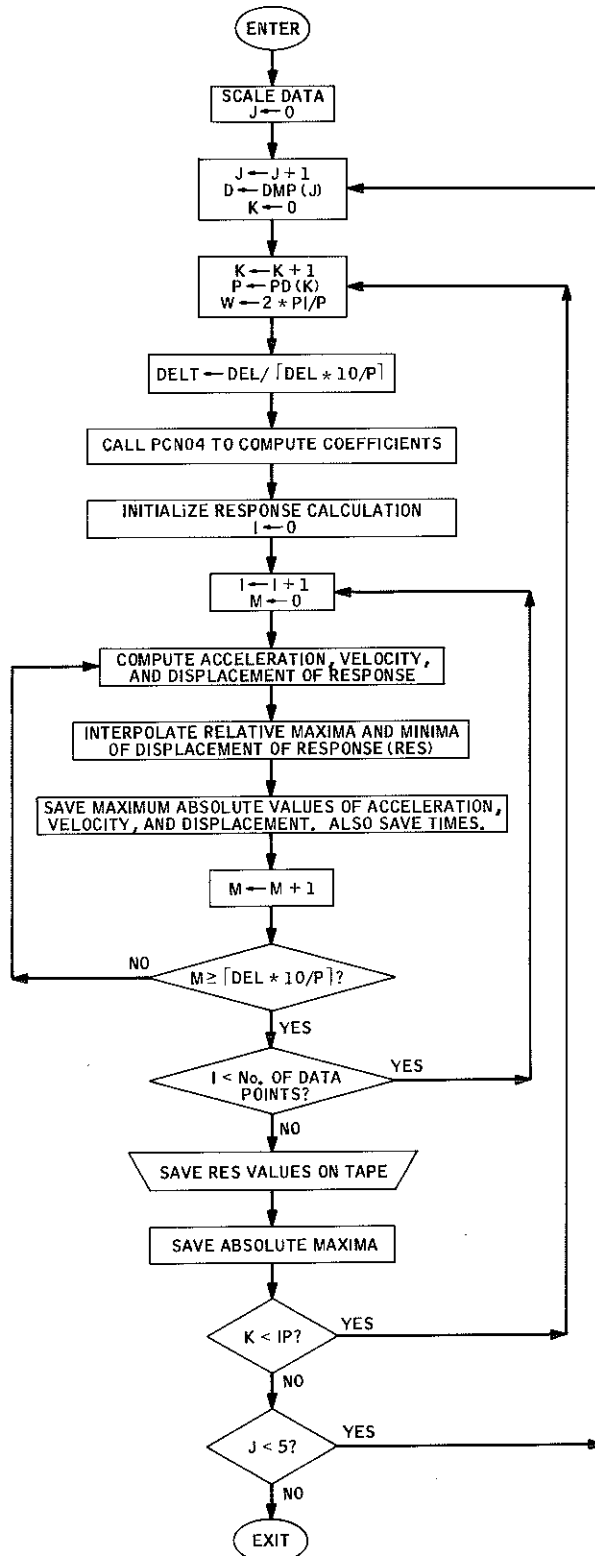 ENTER
SCALE DATA
J ← 0
J ← J + 1
D ← DMP (J)
K ← 0
K ← K + 1
P ← PD (K)
W ← 2 * PI/P
DELT ← DEL/⌈DEL * 10/P⌉
CALL PCN04 TO COMPUTE COEFFICIENTS
INITIALIZE RESPONSE CALCULATION
I ← 0
I ← I + 1
M ← 0
COMPUTE ACCELERATION, VELOCITY,
AND DISPLACEMENT OF RESPONSE
INTERPOLATE RELATIVE MAXIMA AND MINIMA
OF DISPLACEMENT OF RESPONSE (RES)
SAVE MAXIMUM ABSOLUTE VALUES OF ACCELERATION,
VELOCITY, AND DISPLACEMENT. ALSO SAVE TIMES.
M ← M + 1
NO
M ≥ ⌈DEL * 10/P⌉?
YES
I < No. OF DATA
POINTS?
YES
NO
SAVE RES VALUES ON TAPE
SAVE ABSOLUTE MAXIMA
K < IP?
YES
NO
J < 5?
YES
NO
EXIT